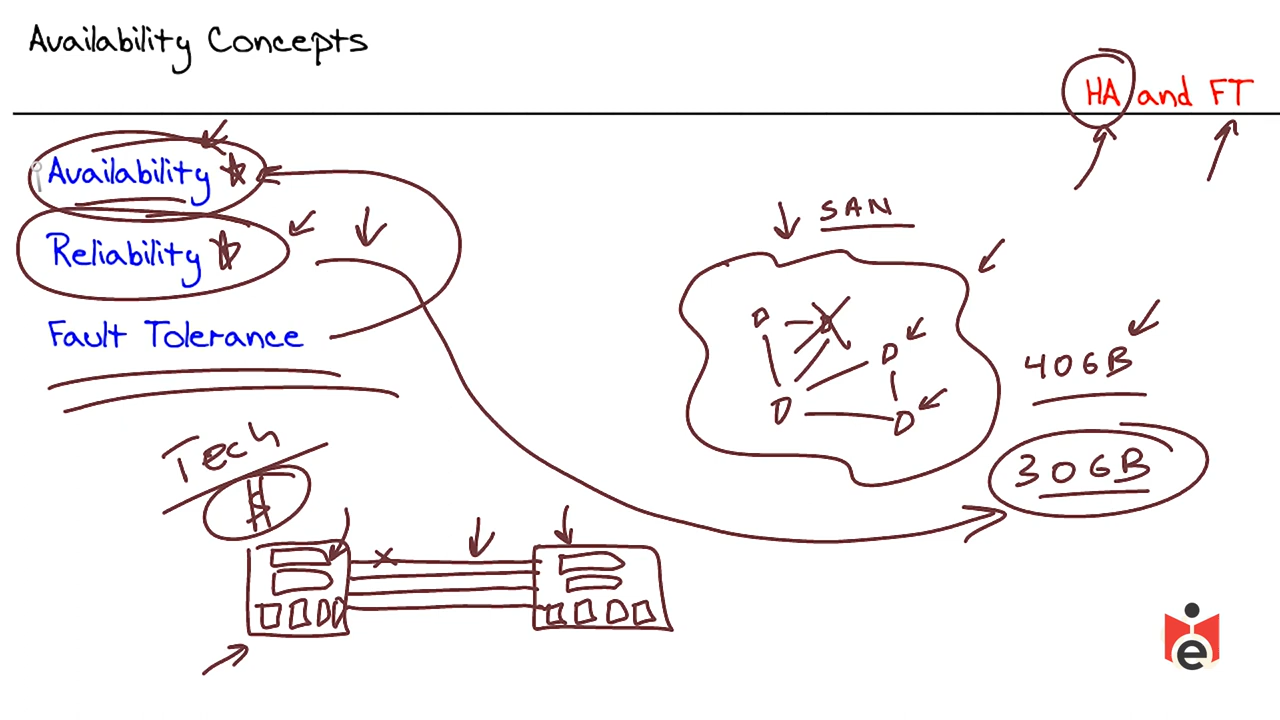 Availability Concepts
HA and FT
Availability
Reliability
Fault Tolerance
SAN
D
D
D
D
40GB
30GB
Tech
$
e